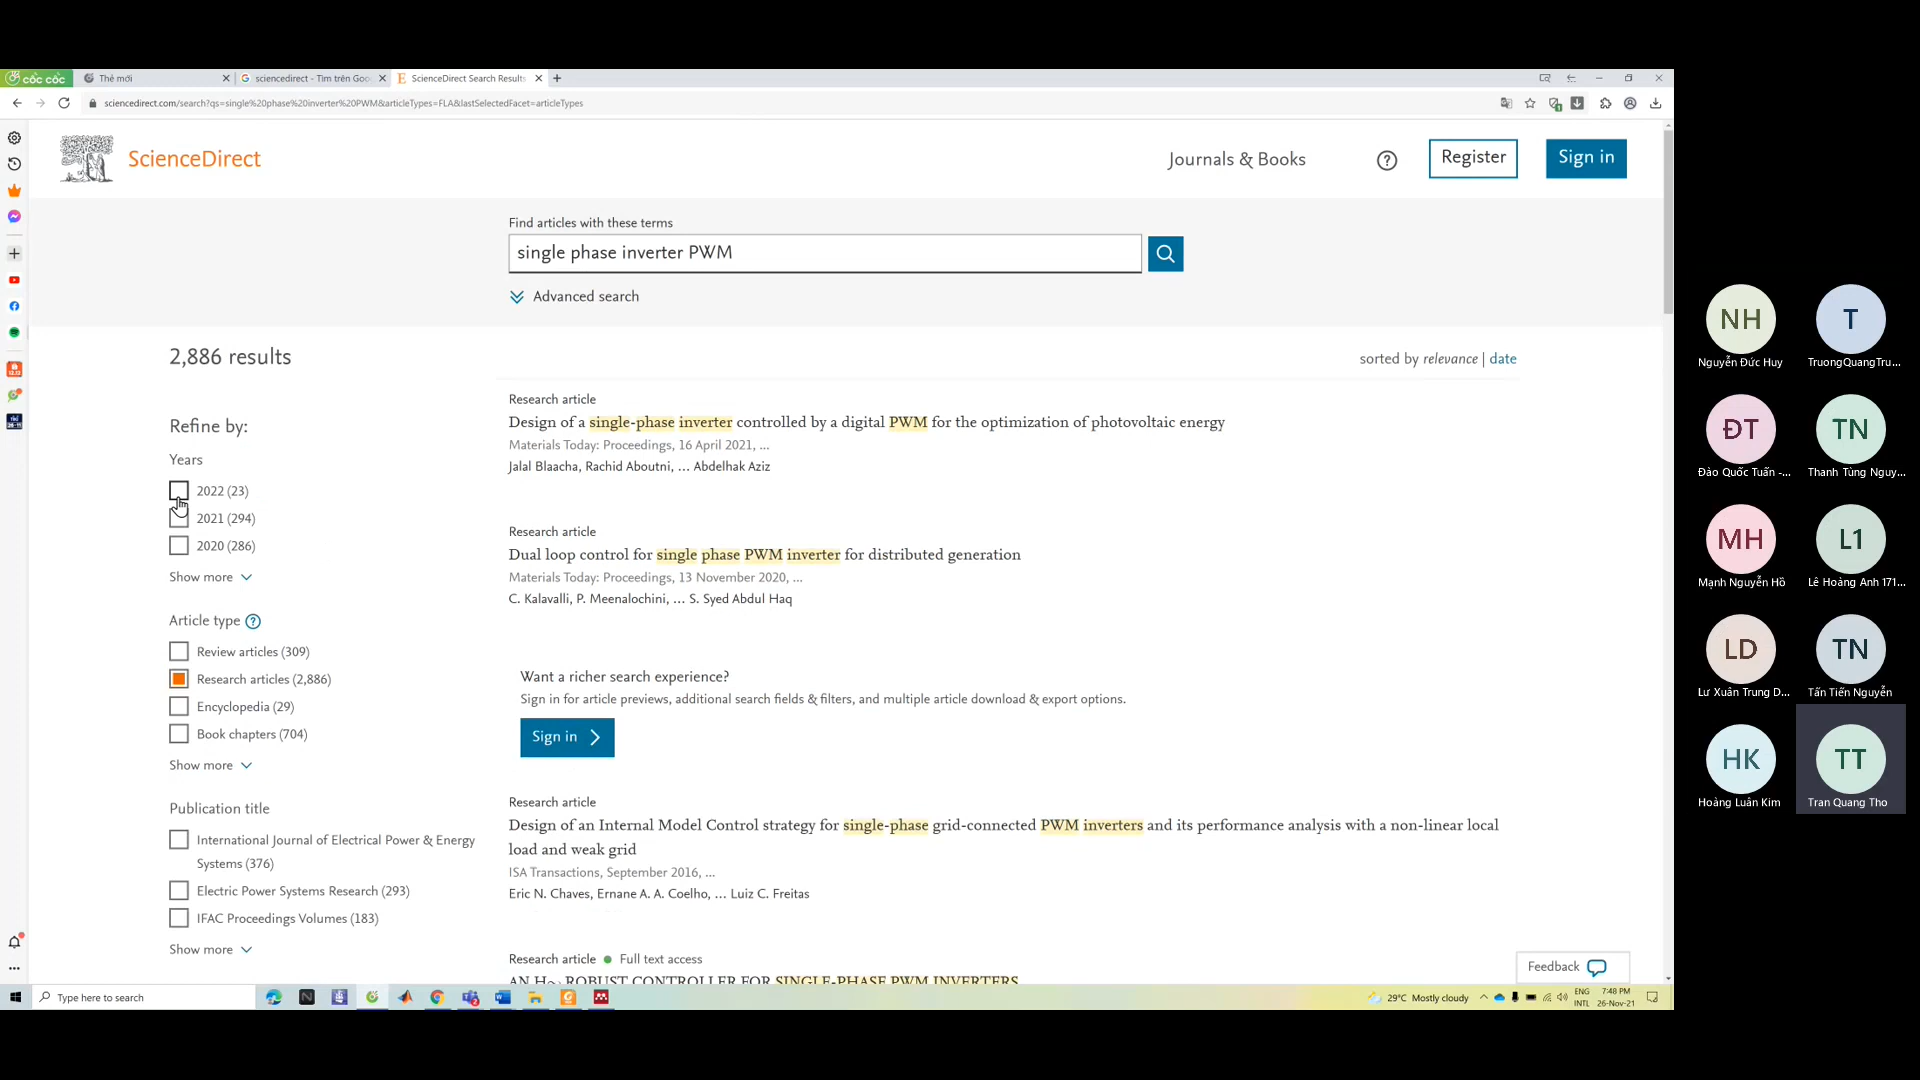 cốc cốc
Thẻ mới
sciencedirect - Tìm trên Goo
ScienceDirect Search Results
sciencedirect.com/search?qs=single%20phase%20inverter%20PWM&articleTypes=FLA&lastSelectedFacet=articleTypes
ScienceDirect
Journals & Books
Register
Sign in
Find articles with these terms
single phase inverter PWM
Advanced search
2,886 results
sorted by relevance | date
Refine by:
Years
2022 (23)
2021 (294)
2020 (286)
Show more
Article type
Review articles (309)
Research articles (2,886)
Encyclopedia (29)
Book chapters (704)
Show more
Publication title
International Journal of Electrical Power & Energy
Systems (376)
Electric Power Systems Research (293)
IFAC Proceedings Volumes (183)
Show more
Research article
Design of a single-phase inverter controlled by a digital PWM for the optimization of photovoltaic energy
Materials Today: Proceedings, 16 April 2021, ...
Jalal Blaacha, Rachid Aboutni, ... Abdelhak Aziz
Research article
Dual loop control for single phase PWM inverter for distributed generation
Materials Today: Proceedings, 13 November 2020, ...
C. Kalavalli, P. Meenalochini, ... S. Syed Abdul Haq
Want a richer search experience?
Sign in for article previews, additional search fields & filters, and multiple article download & export options.
Sign in
Research article
Design of an Internal Model Control strategy for single-phase grid-connected PWM inverters and its performance analysis with a non-linear local
load and weak grid
ISA Transactions, September 2016, ...
Eric N. Chaves, Ernane A. A. Coelho, ... Luiz C. Freitas
Research article
Full text access
AN H∞ ROBUST CONTROLLER FOR SINGLE-PHASE PWM INVERTERS
Feedback
Type here to search
29°C Mostly cloudy
ENG
INTL
7:48 PM
26-Nov-21
NH
Nguyễn Đức Huy
T
TruongQuangTru...
ĐT
Đào Quốc Tuấn -...
TN
Thanh Tùng Nguy...
MH
Mạnh Nguyễn Hồ
L1
Lê Hoàng Anh 171...
LD
Lư Xuân Trung D...
TN
Tấn Tiến Nguyễn
HK
Hoàng Luân Kim
TT
Tran Quang Tho